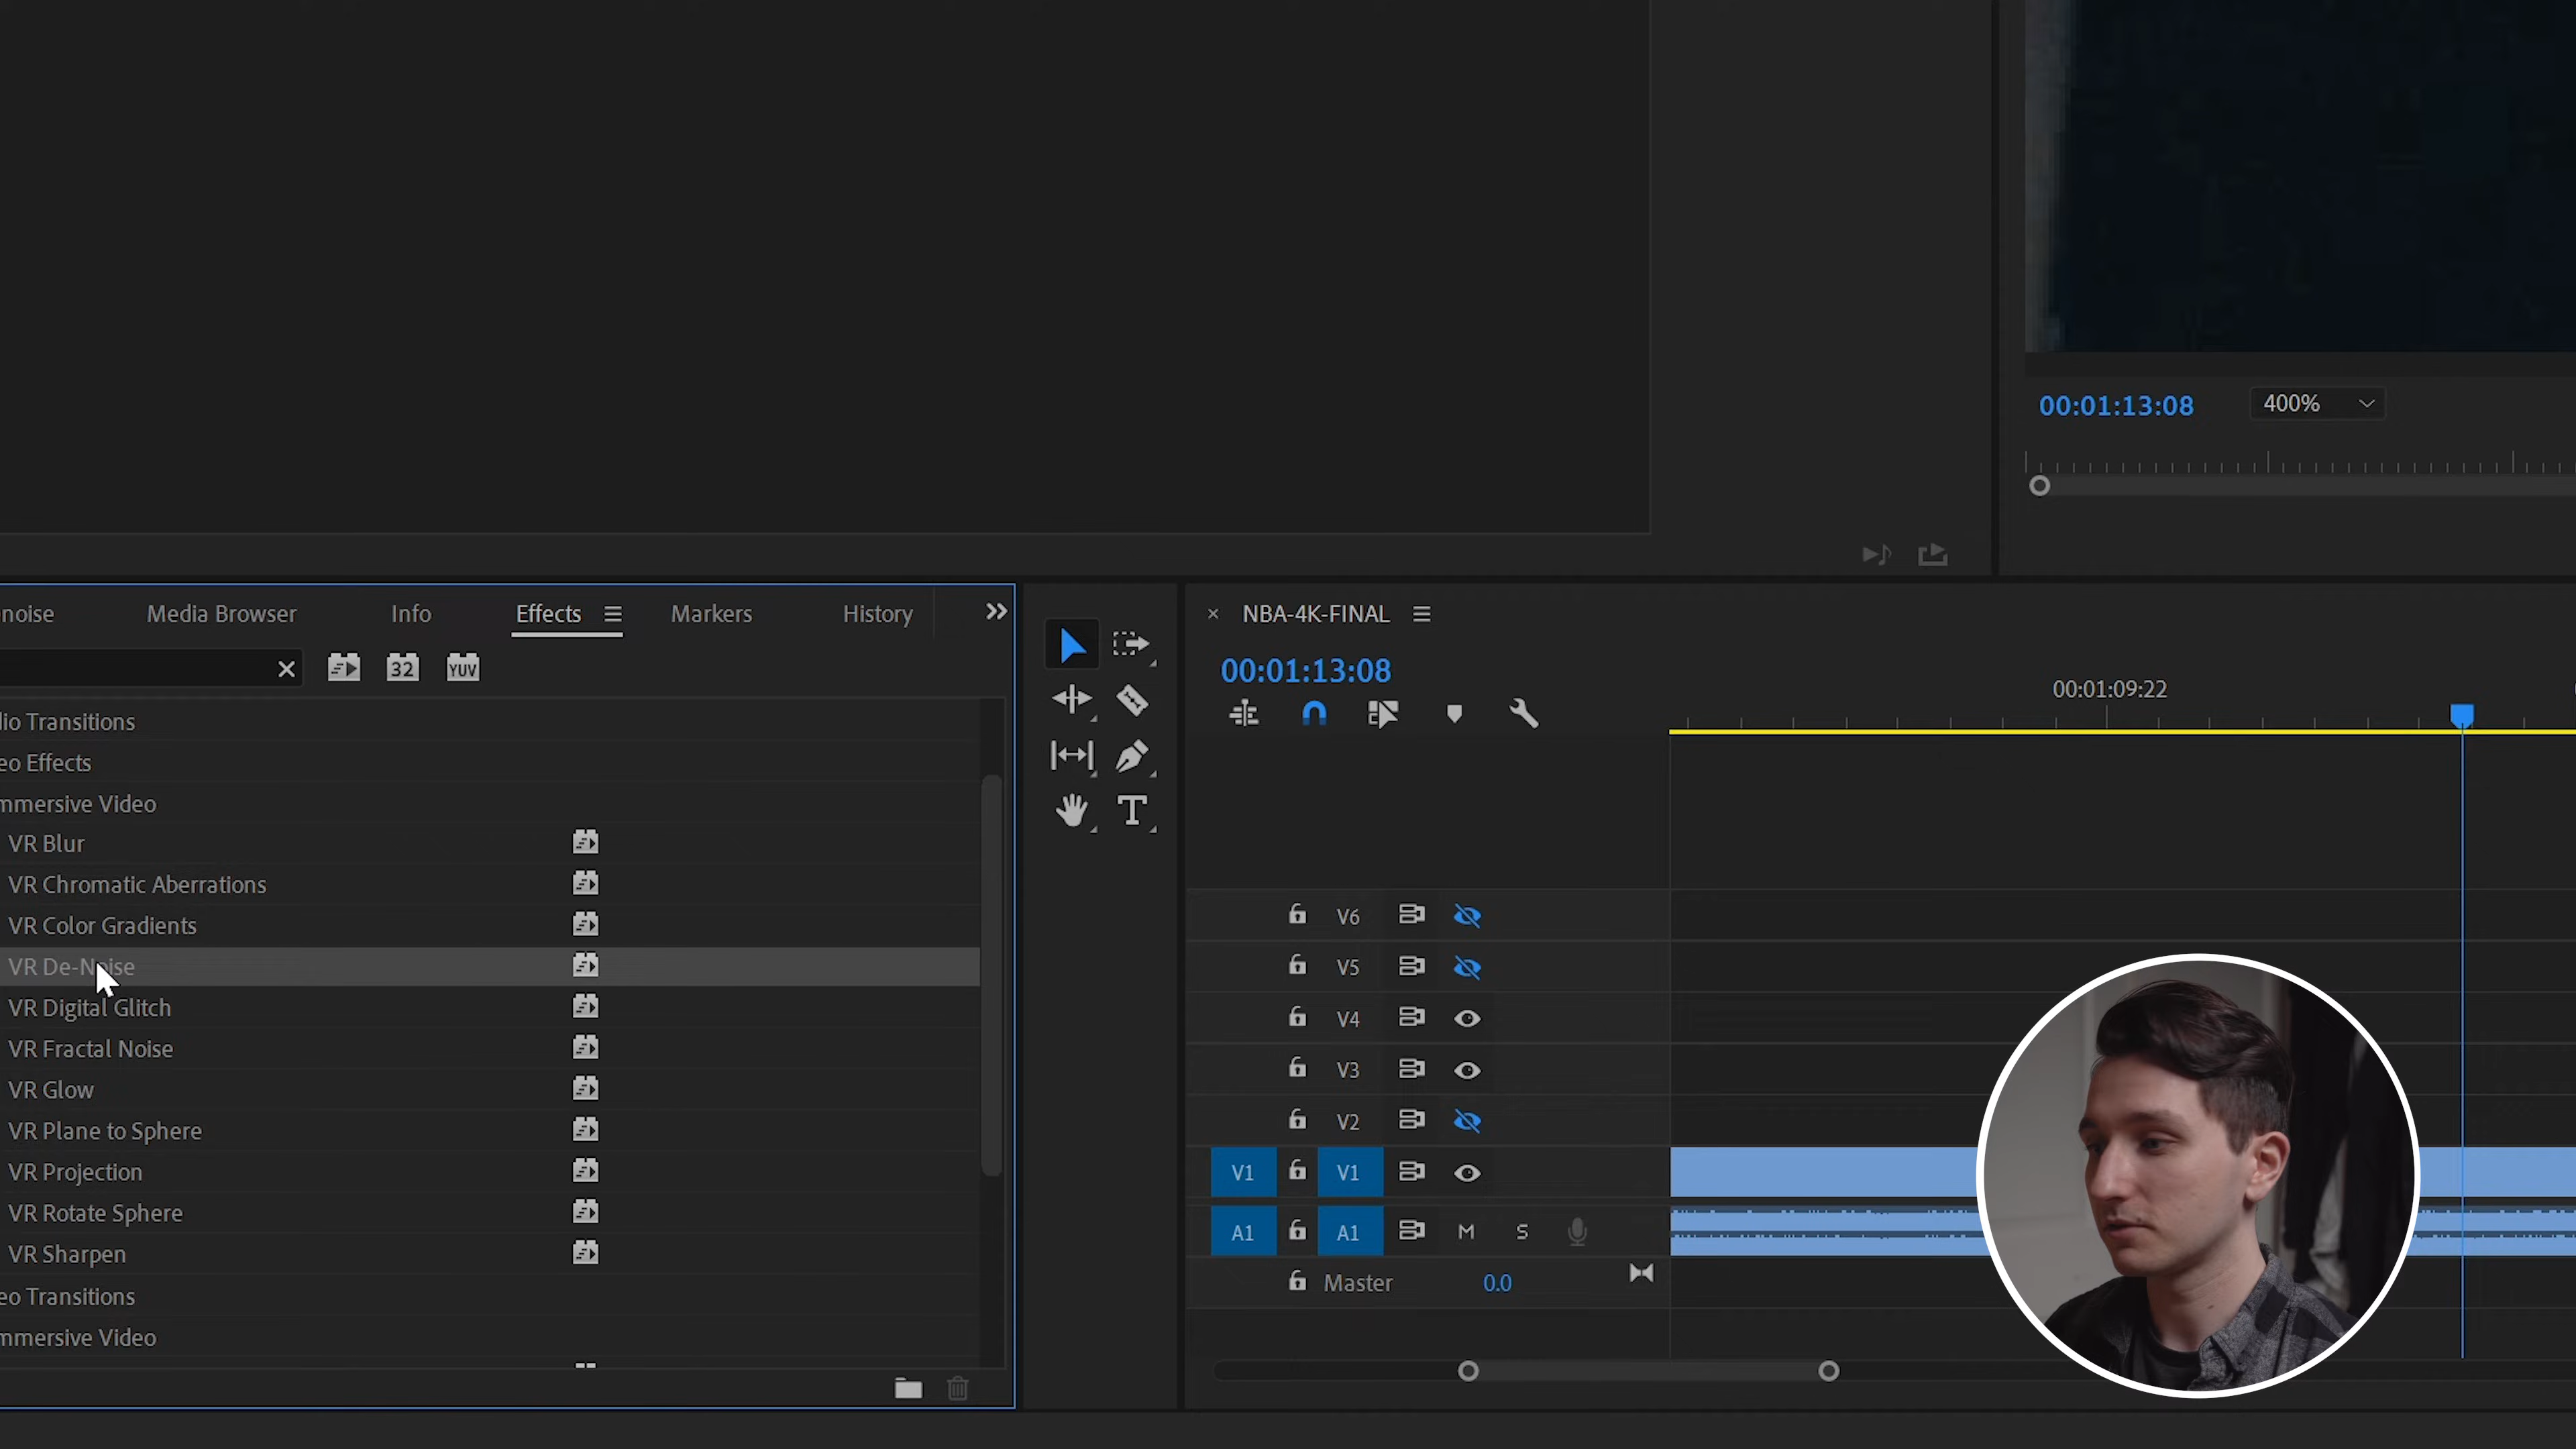 00:01:13:08
400%
noise
Media Browser
Info
Effects
Markers
History
32
YUV
NBA-4K-FINAL
00:01:13:08
00:01:09:22
dio Transitions
eo Effects
mmersive Video
VR Blur
VR Chromatic Aberrations
VR Color Gradients
VR De-Noise
VR Digital Glitch
VR Fractal Noise
VR Glow
VR Plane to Sphere
VR Projection
VR Rotate Sphere
VR Sharpen
eo Transitions
mmersive Video
V6
V5
V4
V3
V2
V1 V1
A1 A1 M S
Master 0.0